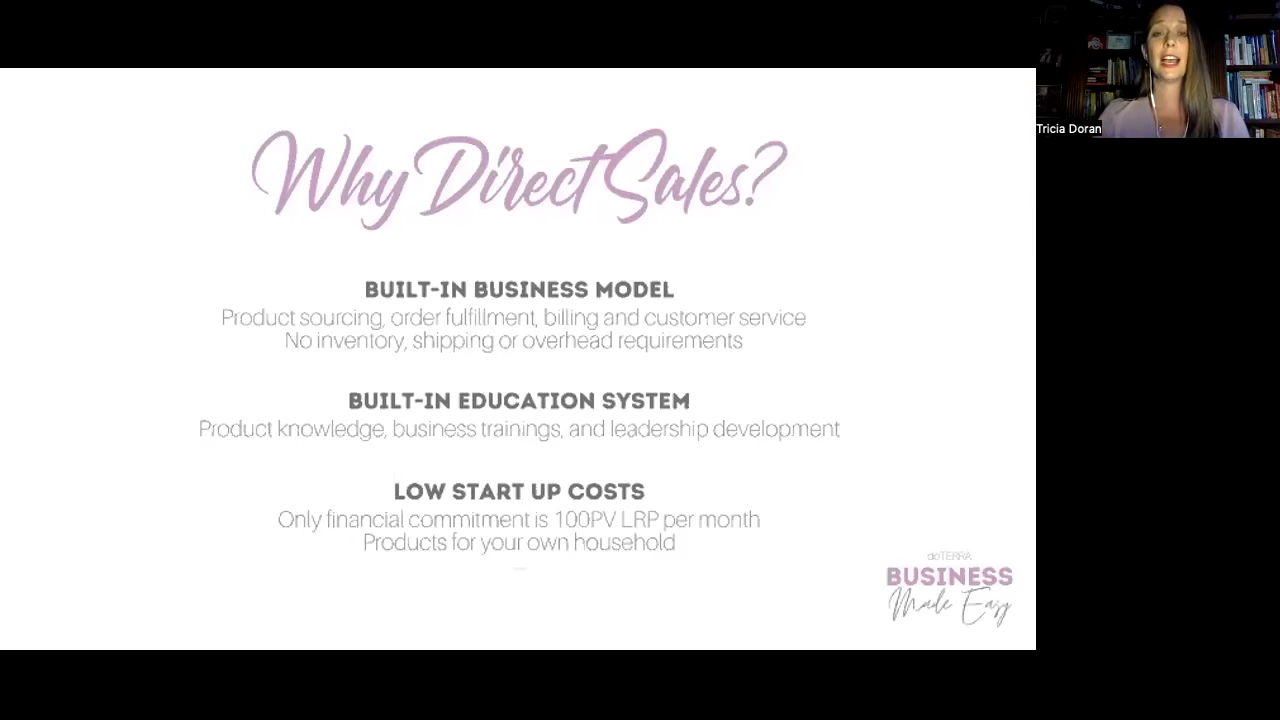 Why Direct Sales?
BUILT-IN BUSINESS MODEL
Product sourcing, order fulfillment, billing and customer service
No inventory, shipping or overhead requirements
BUILT-IN EDUCATION SYSTEM
Product knowledge, business trainings, and leadership development
LOW START UP COSTS
Only financial commitment is 100PV LRP per month
Products for your own household
doTERRA
BUSINESS
Made Easy
Tricia Doran